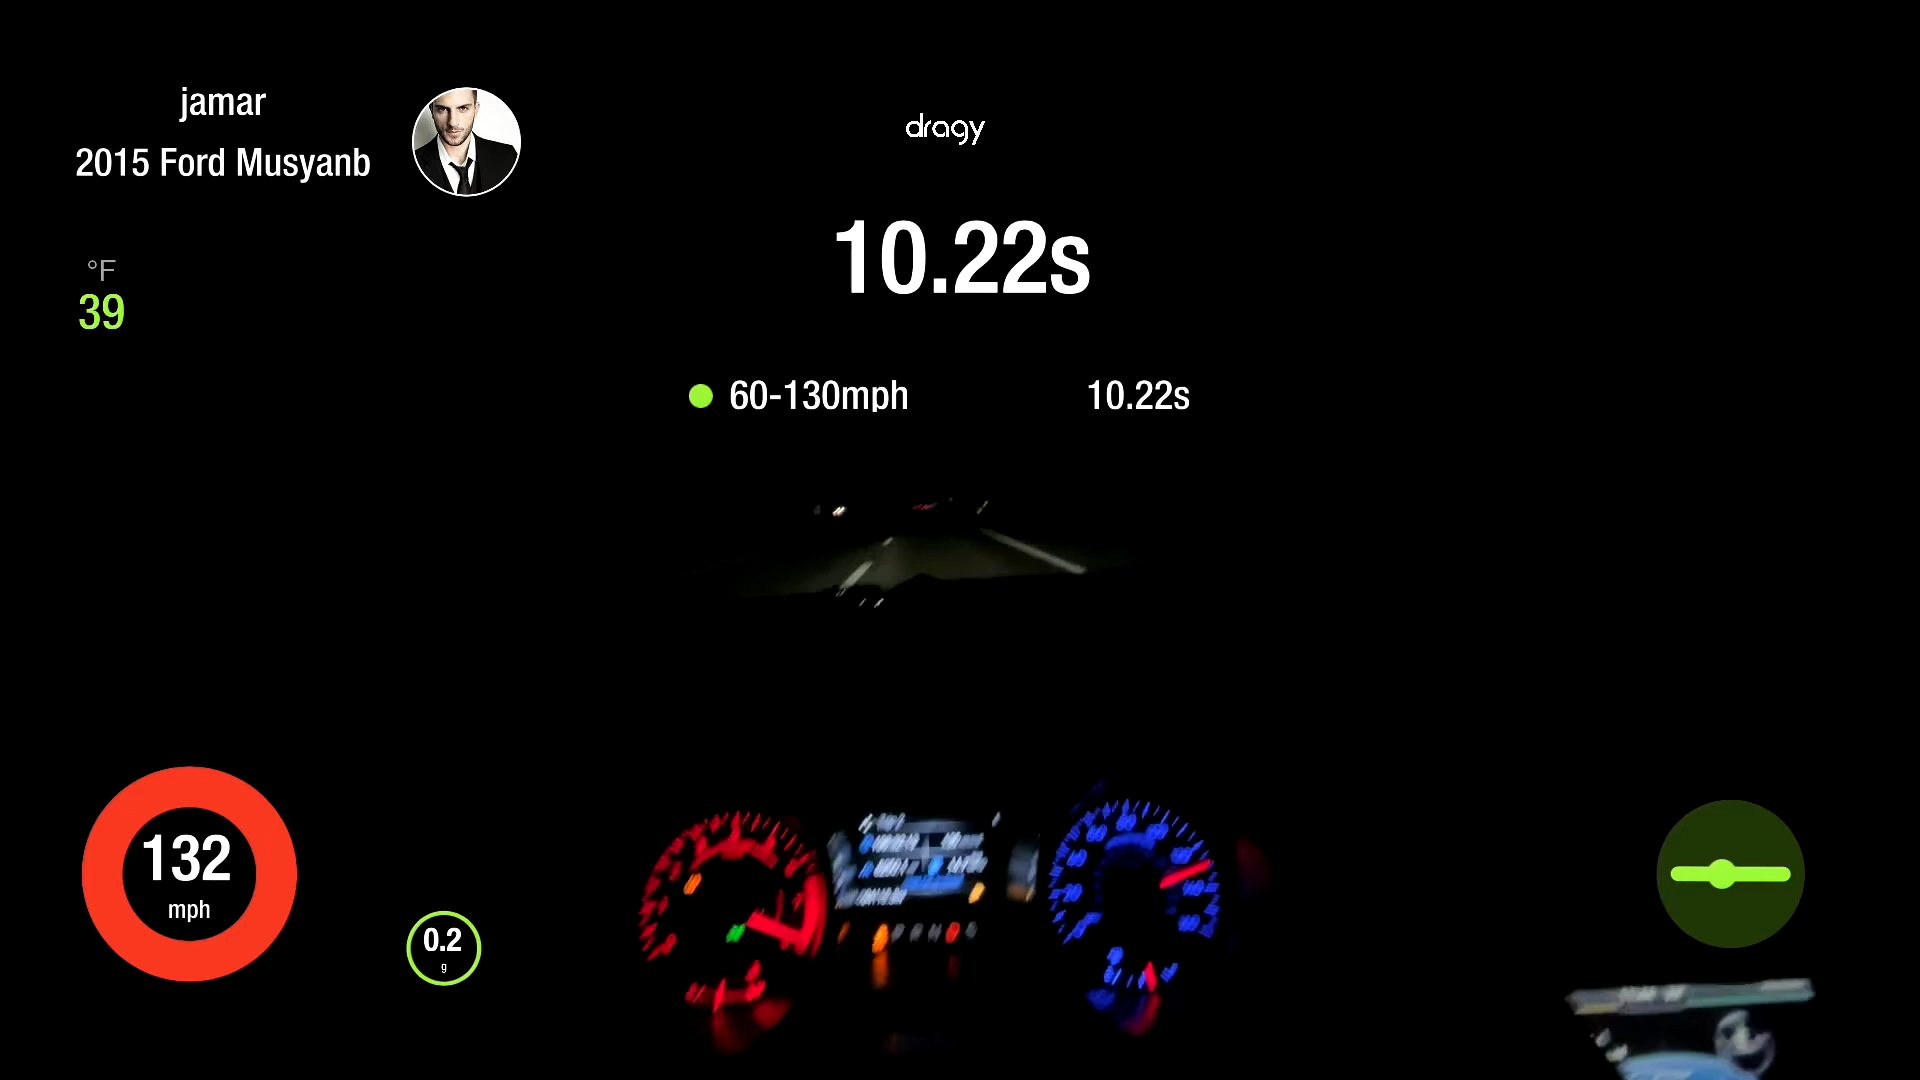 jamar
2015 Ford Musyanb
°F
39
dragy
10.22s
60-130mph 10.22s
132
mph
0.2
g